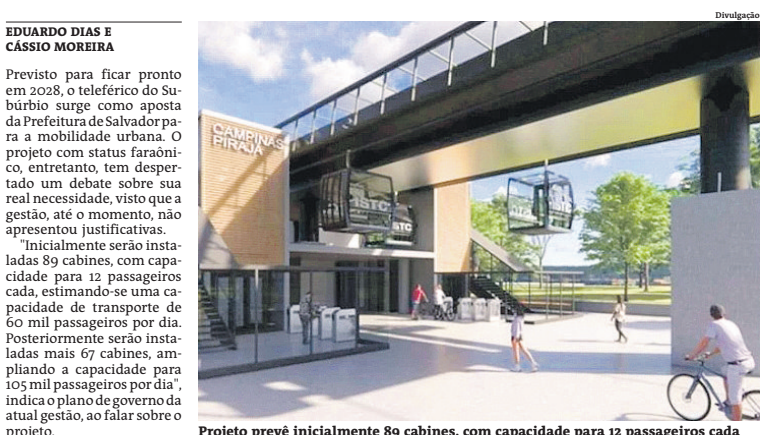 Divulgação
EDUARDO DIAS E
CÁSSIO MOREIRA
Previsto para ficar pronto
em 2028, o teleférico do Su-
búrbio surge como aposta
da Prefeitura de Salvador pa-
ra a mobilidade urbana. O
projeto com status faraôni-
co, entretanto, tem desper-
tado um debate sobre sua
real necessidade, visto que a
gestão, até o momento, não
apresentou justificativas.
"Inicialmente serão insta-
ladas 89 cabines, com capa-
cidade para 12 passageiros
cada, estimando-se uma ca-
pacidade de transporte de
60 mil passageiros por dia.
Posteriormente serão insta-
ladas mais 67 cabines, am-
pliando a capacidade para
105 mil passageiros por dia",
indica o plano de governo da
atual gestão, ao falar sobre o
projeto.
CAMPINAS
PIRAJÁ
1STC
STC
1STC
Projeto prevê inicialmente 89 cabines, com capacidade para 12 passageiros cada